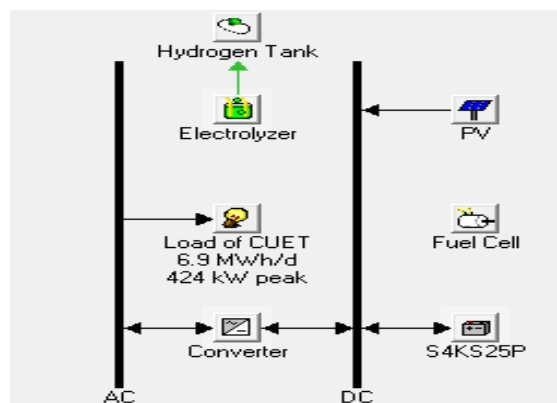 Hydrogen Tank
Electrolyzer
PV
Load of CUET
6.9 MWh/d
424 kW peak
Fuel Cell
Converter
S4KS25P
AC
DC